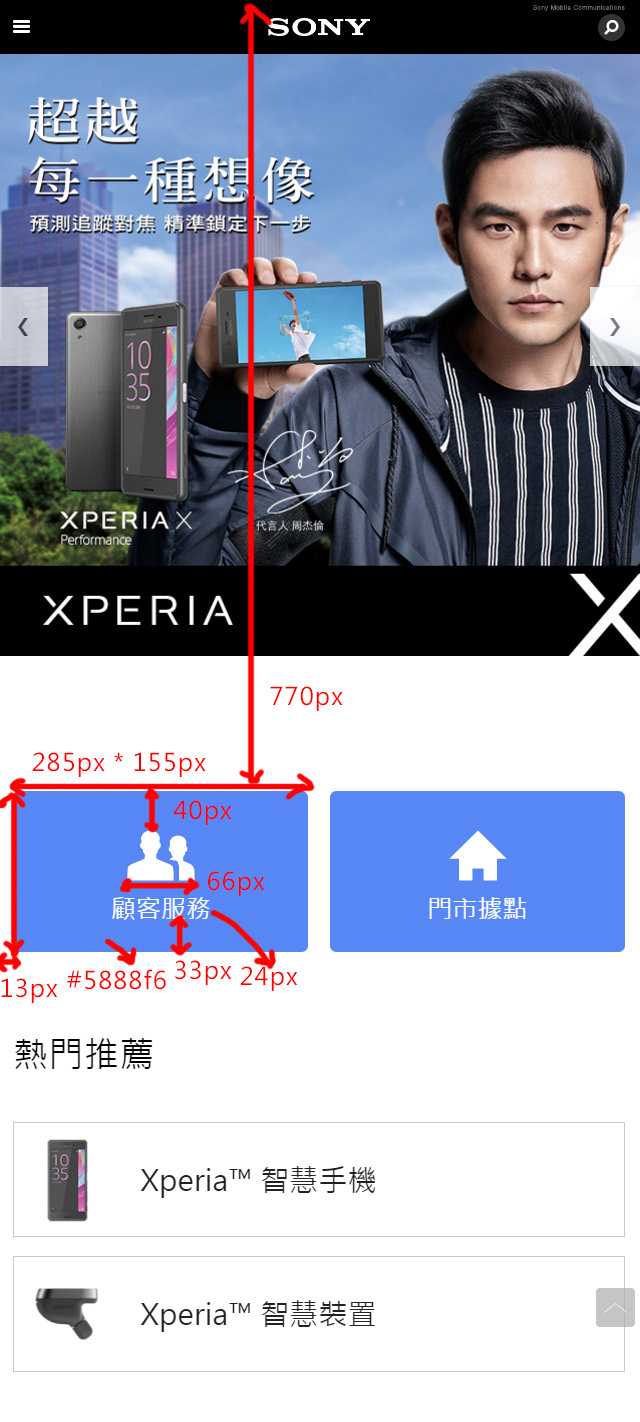 Sony Mobile Communications
SONY
超越
每一種想像
預測追蹤對焦 精準鎖定下一步
10
35
XPERIA X
Performance
代言人 周杰倫
XPERIA
X
770px
285px * 155px
40px
66px
顧客服務
門市據點
13px
#5888f6
33px
24px
熱門推薦
10
35
Xperia™ 智慧手機
Xperia™ 智慧裝置